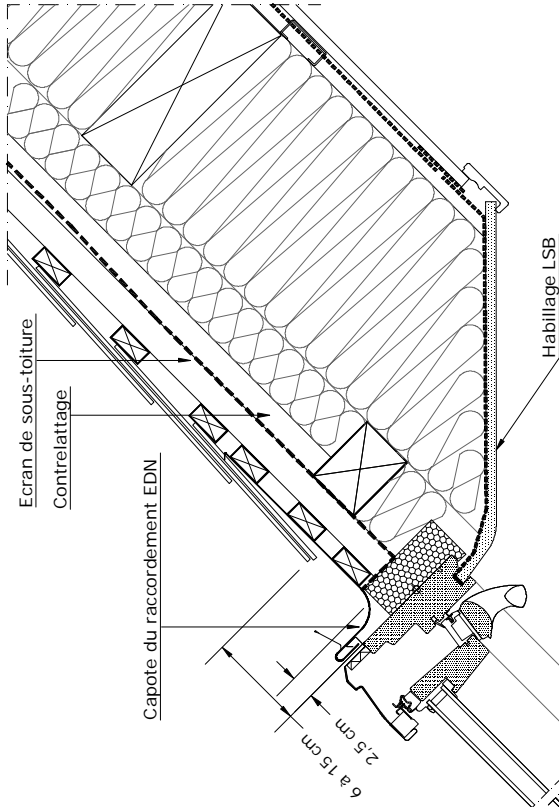 Ecran de sous-toiture
Contrelattage
Capote du raccordement EDN
6 à 15 cm
2,5 cm
Habillage LSB